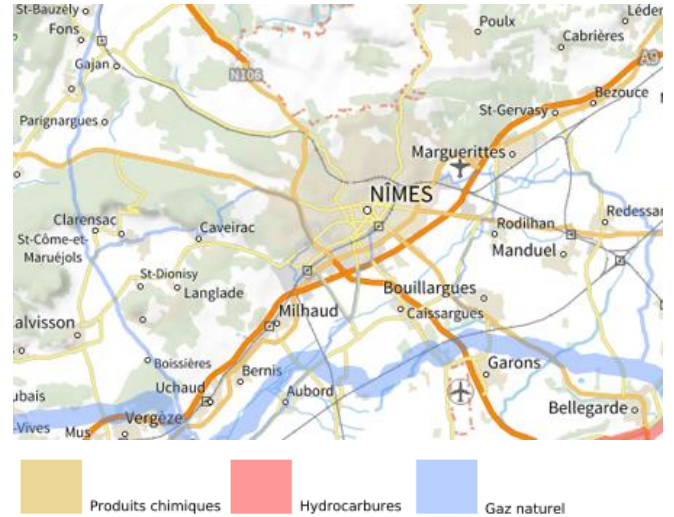 St-Bauzély
Fons
Gajan
Parignargues
N106
Poulx
Léder
Cabrières
A9
Bezouce
St-Gervasy
Marguerittes
NÎMES
Clarensac
St-Côme-et-
Maruéjols
Caveirac
Rodilhan
Redessan
Manduel
St-Dionisy
Langlade
Bouillargues
Caissargues
Milhaud
alvisson
Boissières
Bernis
Uchaud
Aubord
Garons
ubais
-Vives
Mus
Vergèze
Bellegarde
Produits chimiques
Hydrocarbures
Gaz naturel